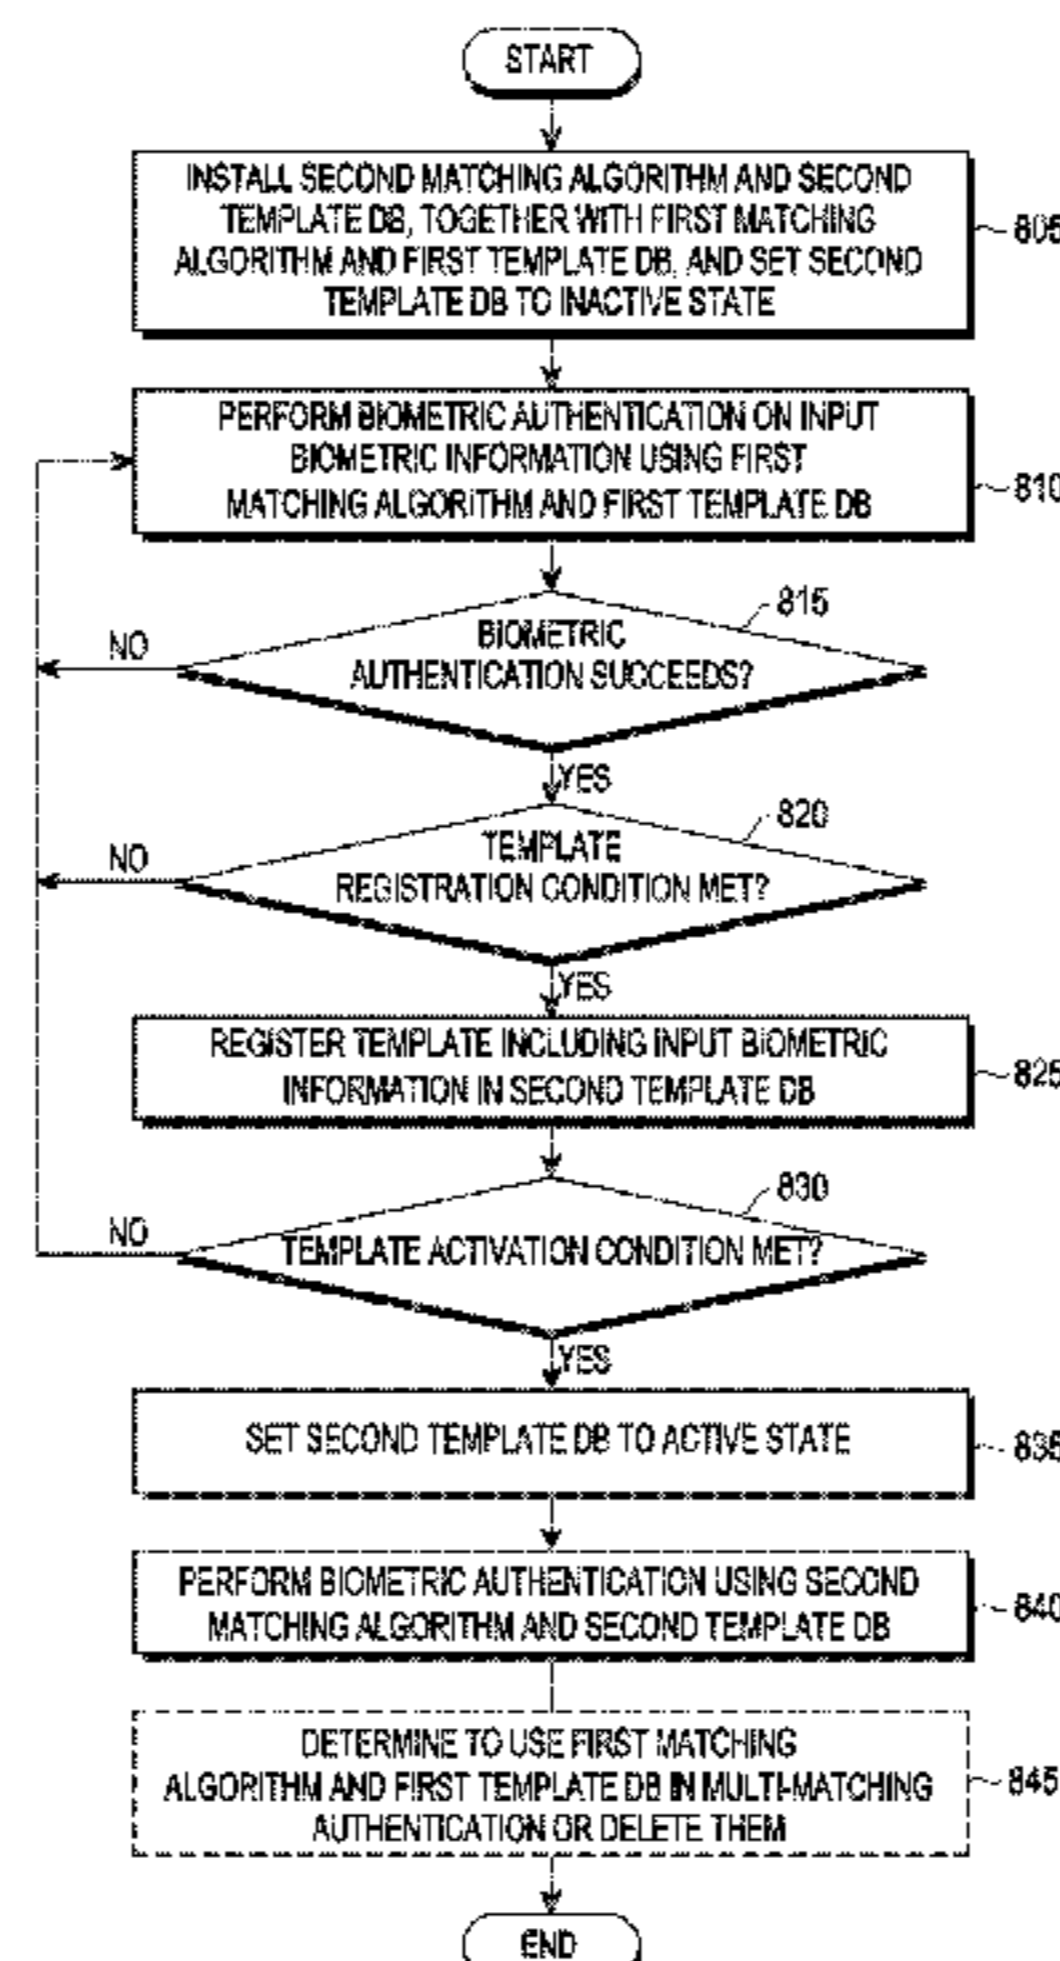 START
INSTALL SECOND MATCHING ALGORITHM AND SECOND
TEMPLATE DB, TOGETHER WITH FIRST MATCHING
ALGORITHM AND FIRST TEMPLATE DB, AND SET SECOND
TEMPLATE DB TO INACTIVE STATE
805
PERFORM BIOMETRIC AUTHENTICATION ON INPUT
BIOMETRIC INFORMATION USING FIRST
MATCHING ALGORITHM AND FIRST TEMPLATE DB
810
815
BIOMETRIC
AUTHENTICATION SUCCEEDS?
NO
YES
820
TEMPLATE
REGISTRATION CONDITION MET?
NO
YES
REGISTER TEMPLATE INCLUDING INPUT BIOMETRIC
INFORMATION IN SECOND TEMPLATE DB
825
830
TEMPLATE ACTIVATION CONDITION MET?
NO
YES
SET SECOND TEMPLATE DB TO ACTIVE STATE
835
PERFORM BIOMETRIC AUTHENTICATION USING SECOND
MATCHING ALGORITHM AND SECOND TEMPLATE DB
840
DETERMINE TO USE FIRST MATCHING
ALGORITHM AND FIRST TEMPLATE DB IN MULTI-MATCHING
AUTHENTICATION OR DELETE THEM
845
END